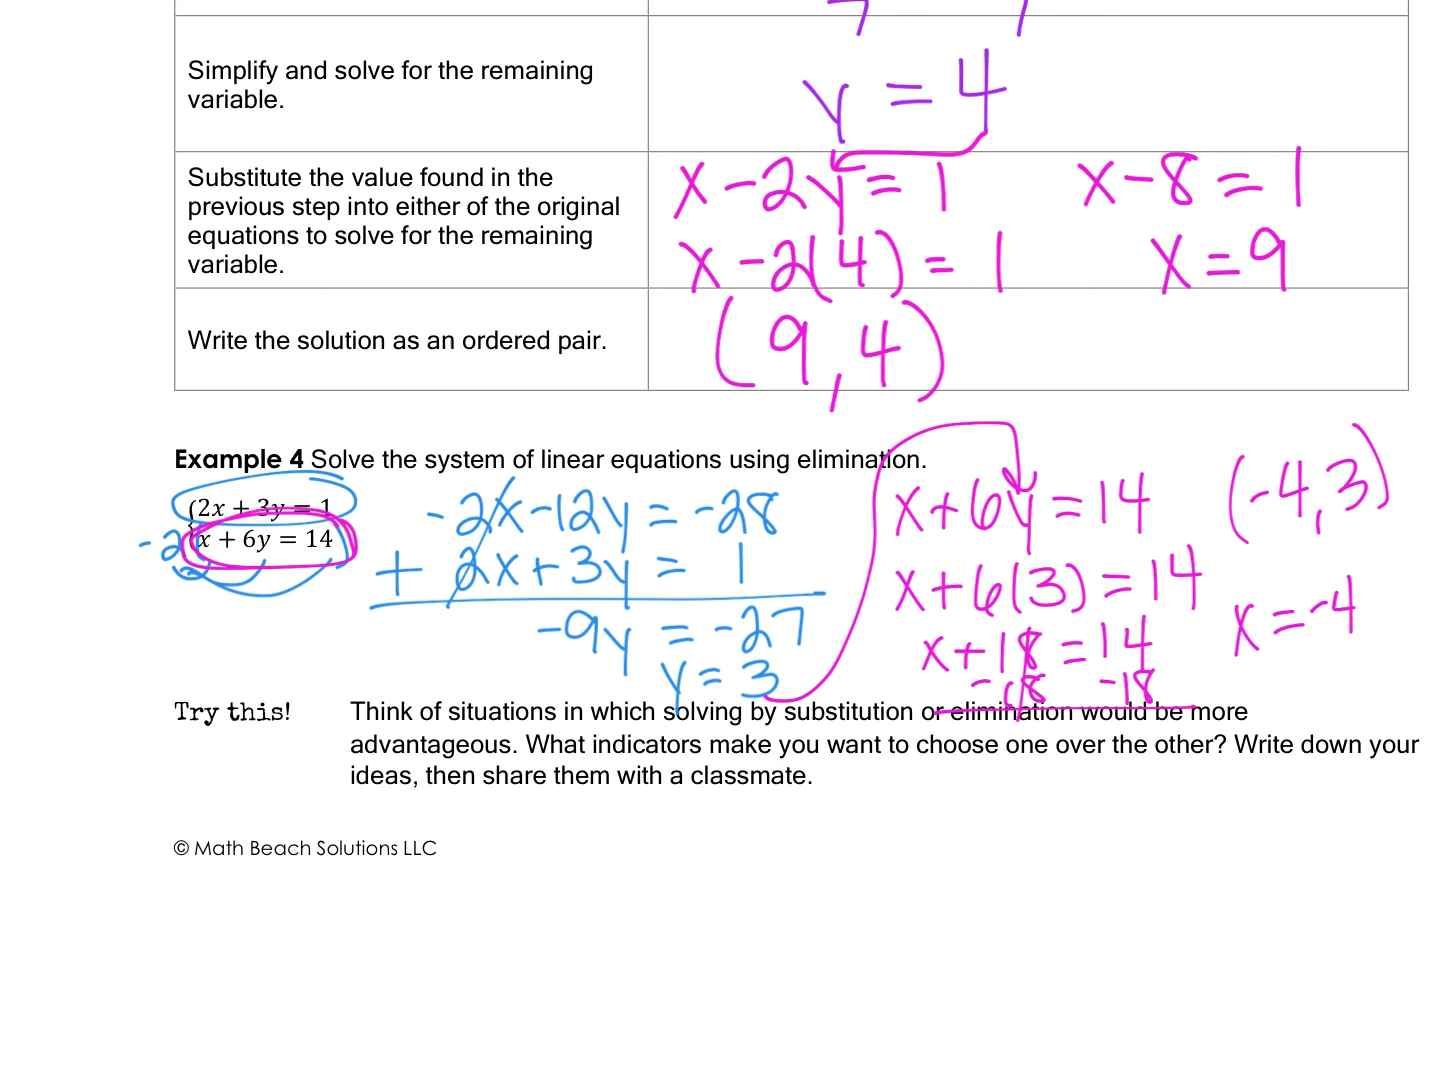 Simplify and solve for the remaining
variable.
y = 4
Substitute the value found in the
previous step into either of the original
equations to solve for the remaining
variable.
x - 2y = 1
x - 8 = 1
x - 2(4) = 1
x = 9
Write the solution as an ordered pair.
(9, 4)
Example 4 Solve the system of linear equations using elimination.
{2x + 3y = 1
-2 x + 6y = 14
-2x - 12y = -28
+ 2x + 3y = 1
-9y = -27
y = 3
x + 6y = 14
x + 6(3) = 14
x + 18 = 14
-18 -18
(-4, 3)
x = -4
Try this! Think of situations in which solving by substitution or elimination would be more
advantageous. What indicators make you want to choose one over the other? Write down your
ideas, then share them with a classmate.
© Math Beach Solutions LLC